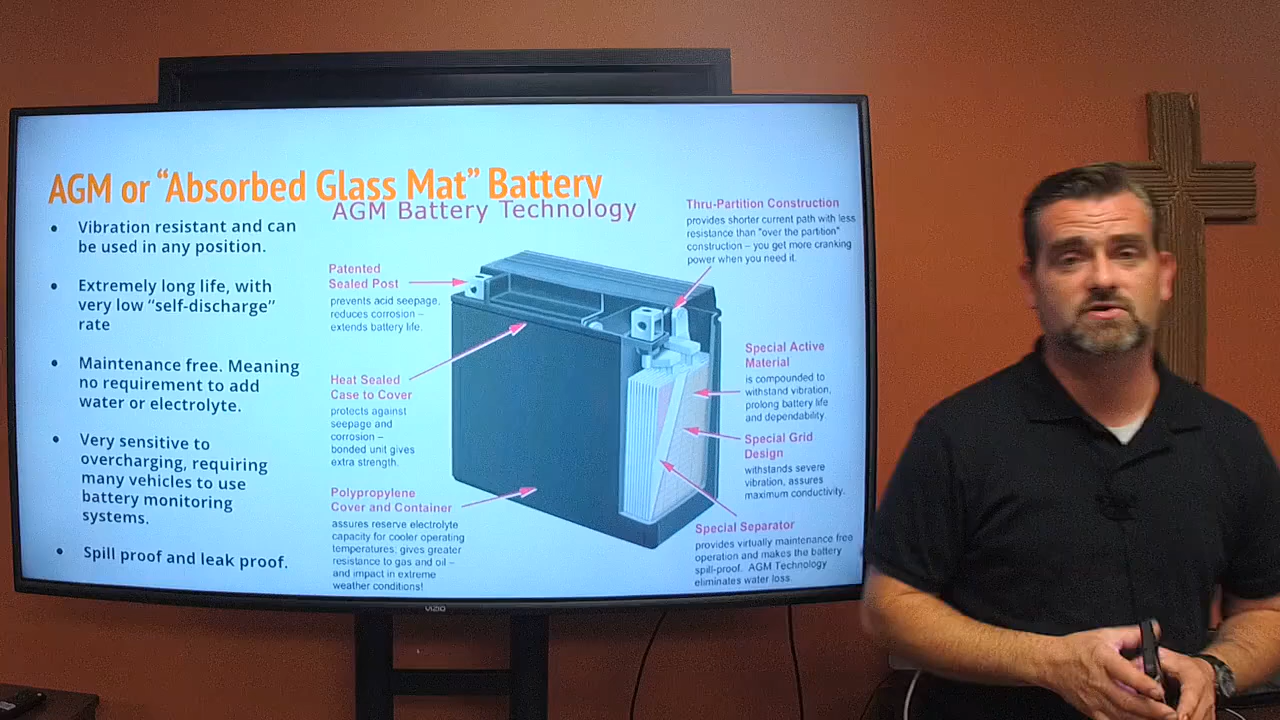 AGM or “Absorbed Glass Mat” Battery
AGM Battery Technology
• Vibration resistant and can
be used in any position.
• Extremely long life, with
very low “self-discharge”
rate
• Maintenance free. Meaning
no requirement to add
water or electrolyte.
• Very sensitive to
overcharging, requiring
many vehicles to use
battery monitoring
systems.
• Spill proof and leak proof.
Patented
Sealed Post
prevents acid seepage,
reduces corrosion –
extends battery life.
Heat Sealed
Case to Cover
protects against
seepage and
corrosion –
bonded unit gives
extra strength.
Polypropylene
Cover and Container
assures reserve electrolyte
capacity for cooler operating
temperatures; gives greater
resistance to gas and oil –
and impact in extreme
weather conditions!
Thru-Partition Construction
provides shorter current path with less
resistance than "over the partition"
construction – you get more cranking
power when you need it.
Special Active
Material
is compounded to
withstand vibration,
prolong battery life
and dependability.
Special Grid
Design
withstands severe
vibration, assures
maximum conductivity.
Special Separator
provides virtually maintenance free
operation and makes the battery
spill-proof. AGM Technology
eliminates water loss.
VIZIO